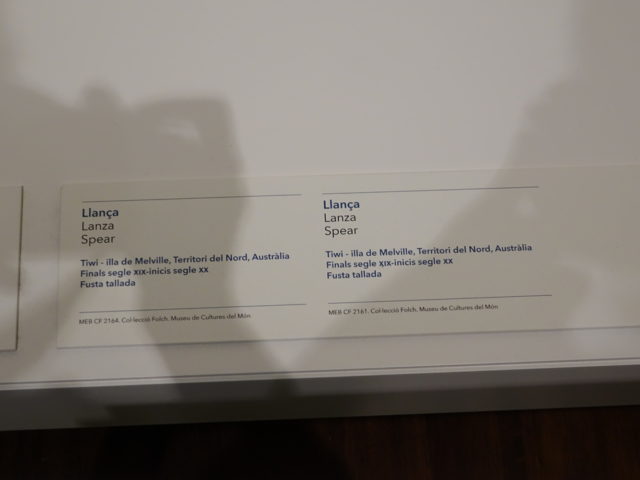 Llança
Lanza
Spear
Tiwi - illa de Melville, Territori del Nord, Austràlia
Finals segle XIX-inicis segle XX
Fusta tallada
MEB CF 2164. Col·lecció Folch. Museu de Cultures del Món
Llança
Lanza
Spear
Tiwi - illa de Melville, Territori del Nord, Austràlia
Finals segle XIX-inicis segle XX
Fusta tallada
MEB CF 2161. Col·lecció Folch. Museu de Cultures del Món